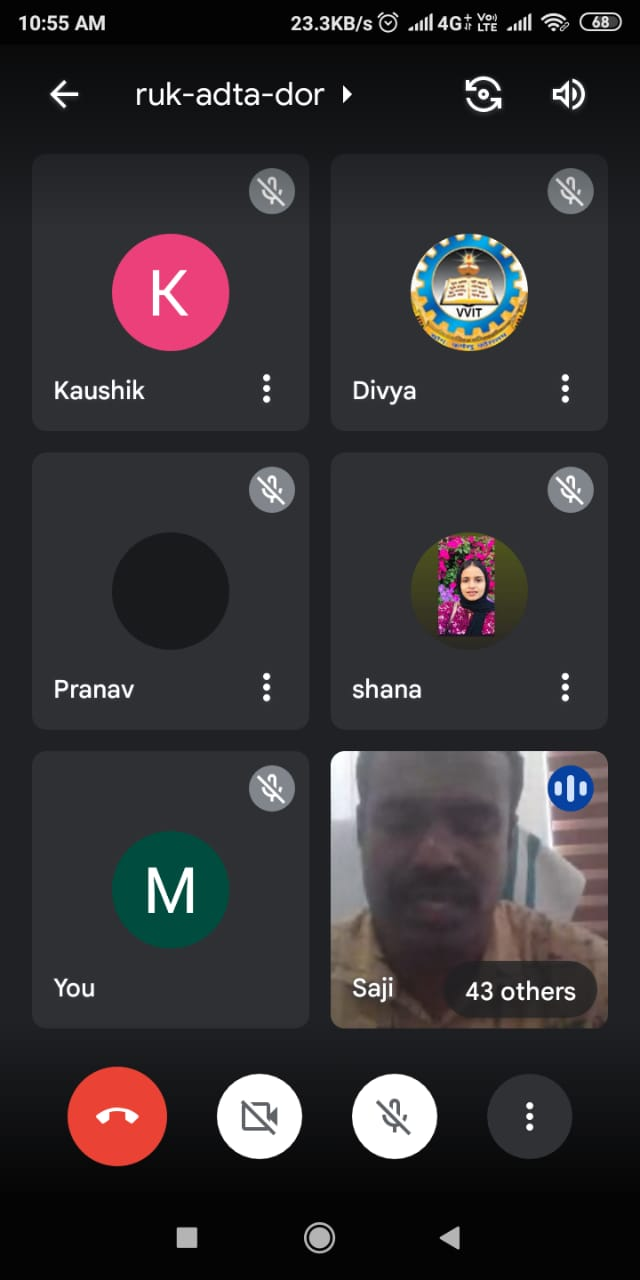 10:55 AM 23.3KB/s 4G+ Vo) LTE 68
ruk-adta-dor
K
VVIT
Kaushik
Divya
Pranav
shana
M
You
Saji
43 others